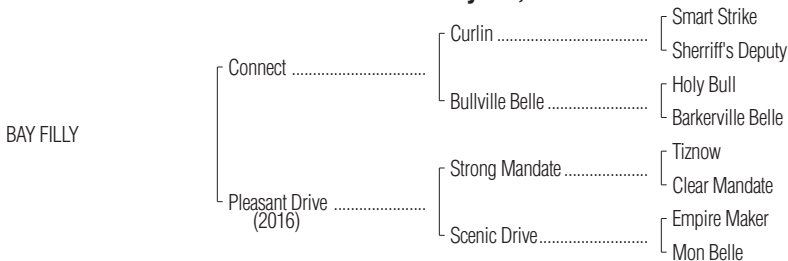 Smart Strike
Curlin
Sherriff's Deputy
Connect
Holy Bull
Bullville Belle
Barkerville Belle
BAY FILLY
Tiznow
Strong Mandate
Clear Mandate
Pleasant Drive
(2016)
Empire Maker
Scenic Drive
Mon Belle